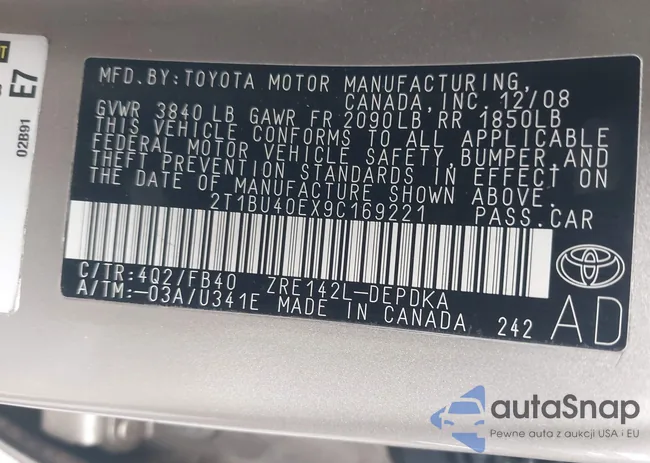 E7
02B91
MFD. BY: TOYOTA MOTOR MANUFACTURING,
CANADA, INC. 12/08
GVWR 3840 LB GAWR FR 2090LB, RR 1850LB
THIS VEHICLE CONFORMS TO ALL APPLICABLE
FEDERAL MOTOR VEHICLE SAFETY, BUMPER, AND
THEFT PREVENTION STANDARDS IN EFFECT ON
THE DATE OF MANUFACTURE SHOWN ABOVE.
2T1BU40EX9C169221 PASS.CAR
C/TR:4Q2/FB40 ZRE142L-DEPDKA
A/TM:-03A/U341E
MADE IN CANADA 242 AD
autaSnap
Pewne auta z aukcji USA i EU